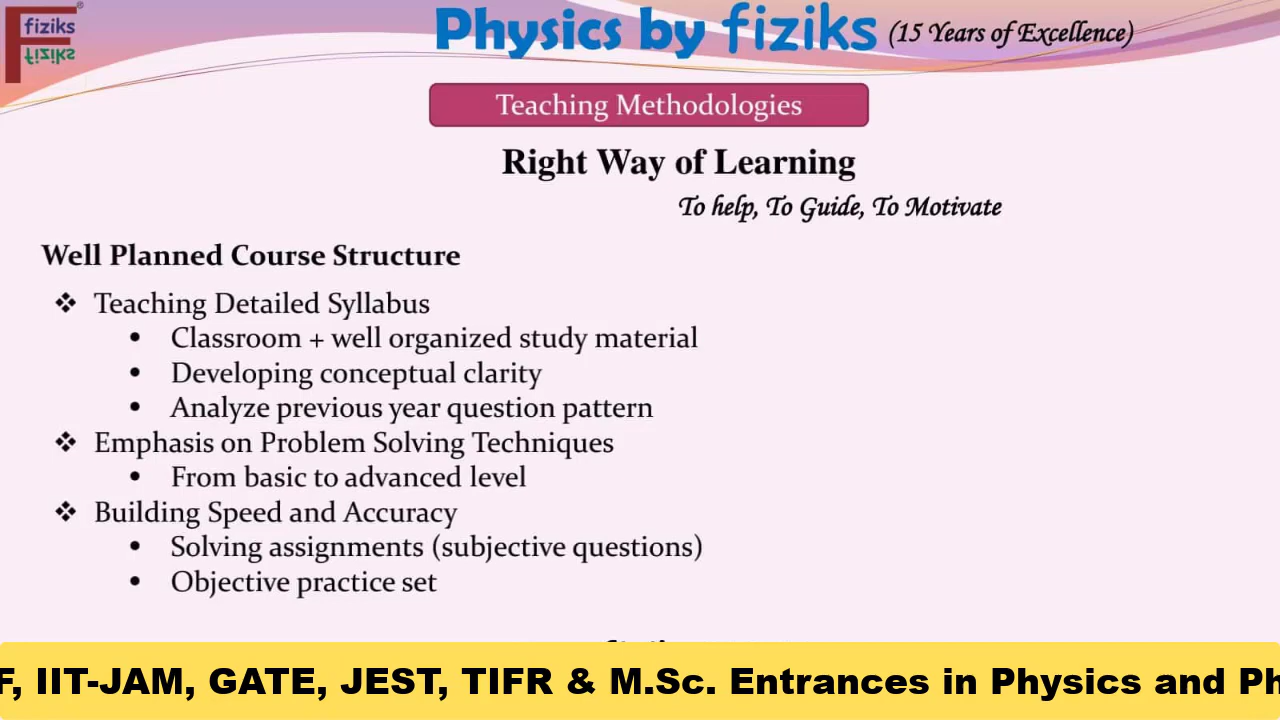 fiziks
fiziks
Physics by fiziks (15 Years of Excellence)
Teaching Methodologies
Right Way of Learning
To help, To Guide, To Motivate
Well Planned Course Structure
❖ Teaching Detailed Syllabus
• Classroom + well organized study material
• Developing conceptual clarity
• Analyze previous year question pattern
❖ Emphasis on Problem Solving Techniques
• From basic to advanced level
❖ Building Speed and Accuracy
• Solving assignments (subjective questions)
• Objective practice set
F, IIT-JAM, GATE, JEST, TIFR & M.Sc. Entrances in Physics and Ph